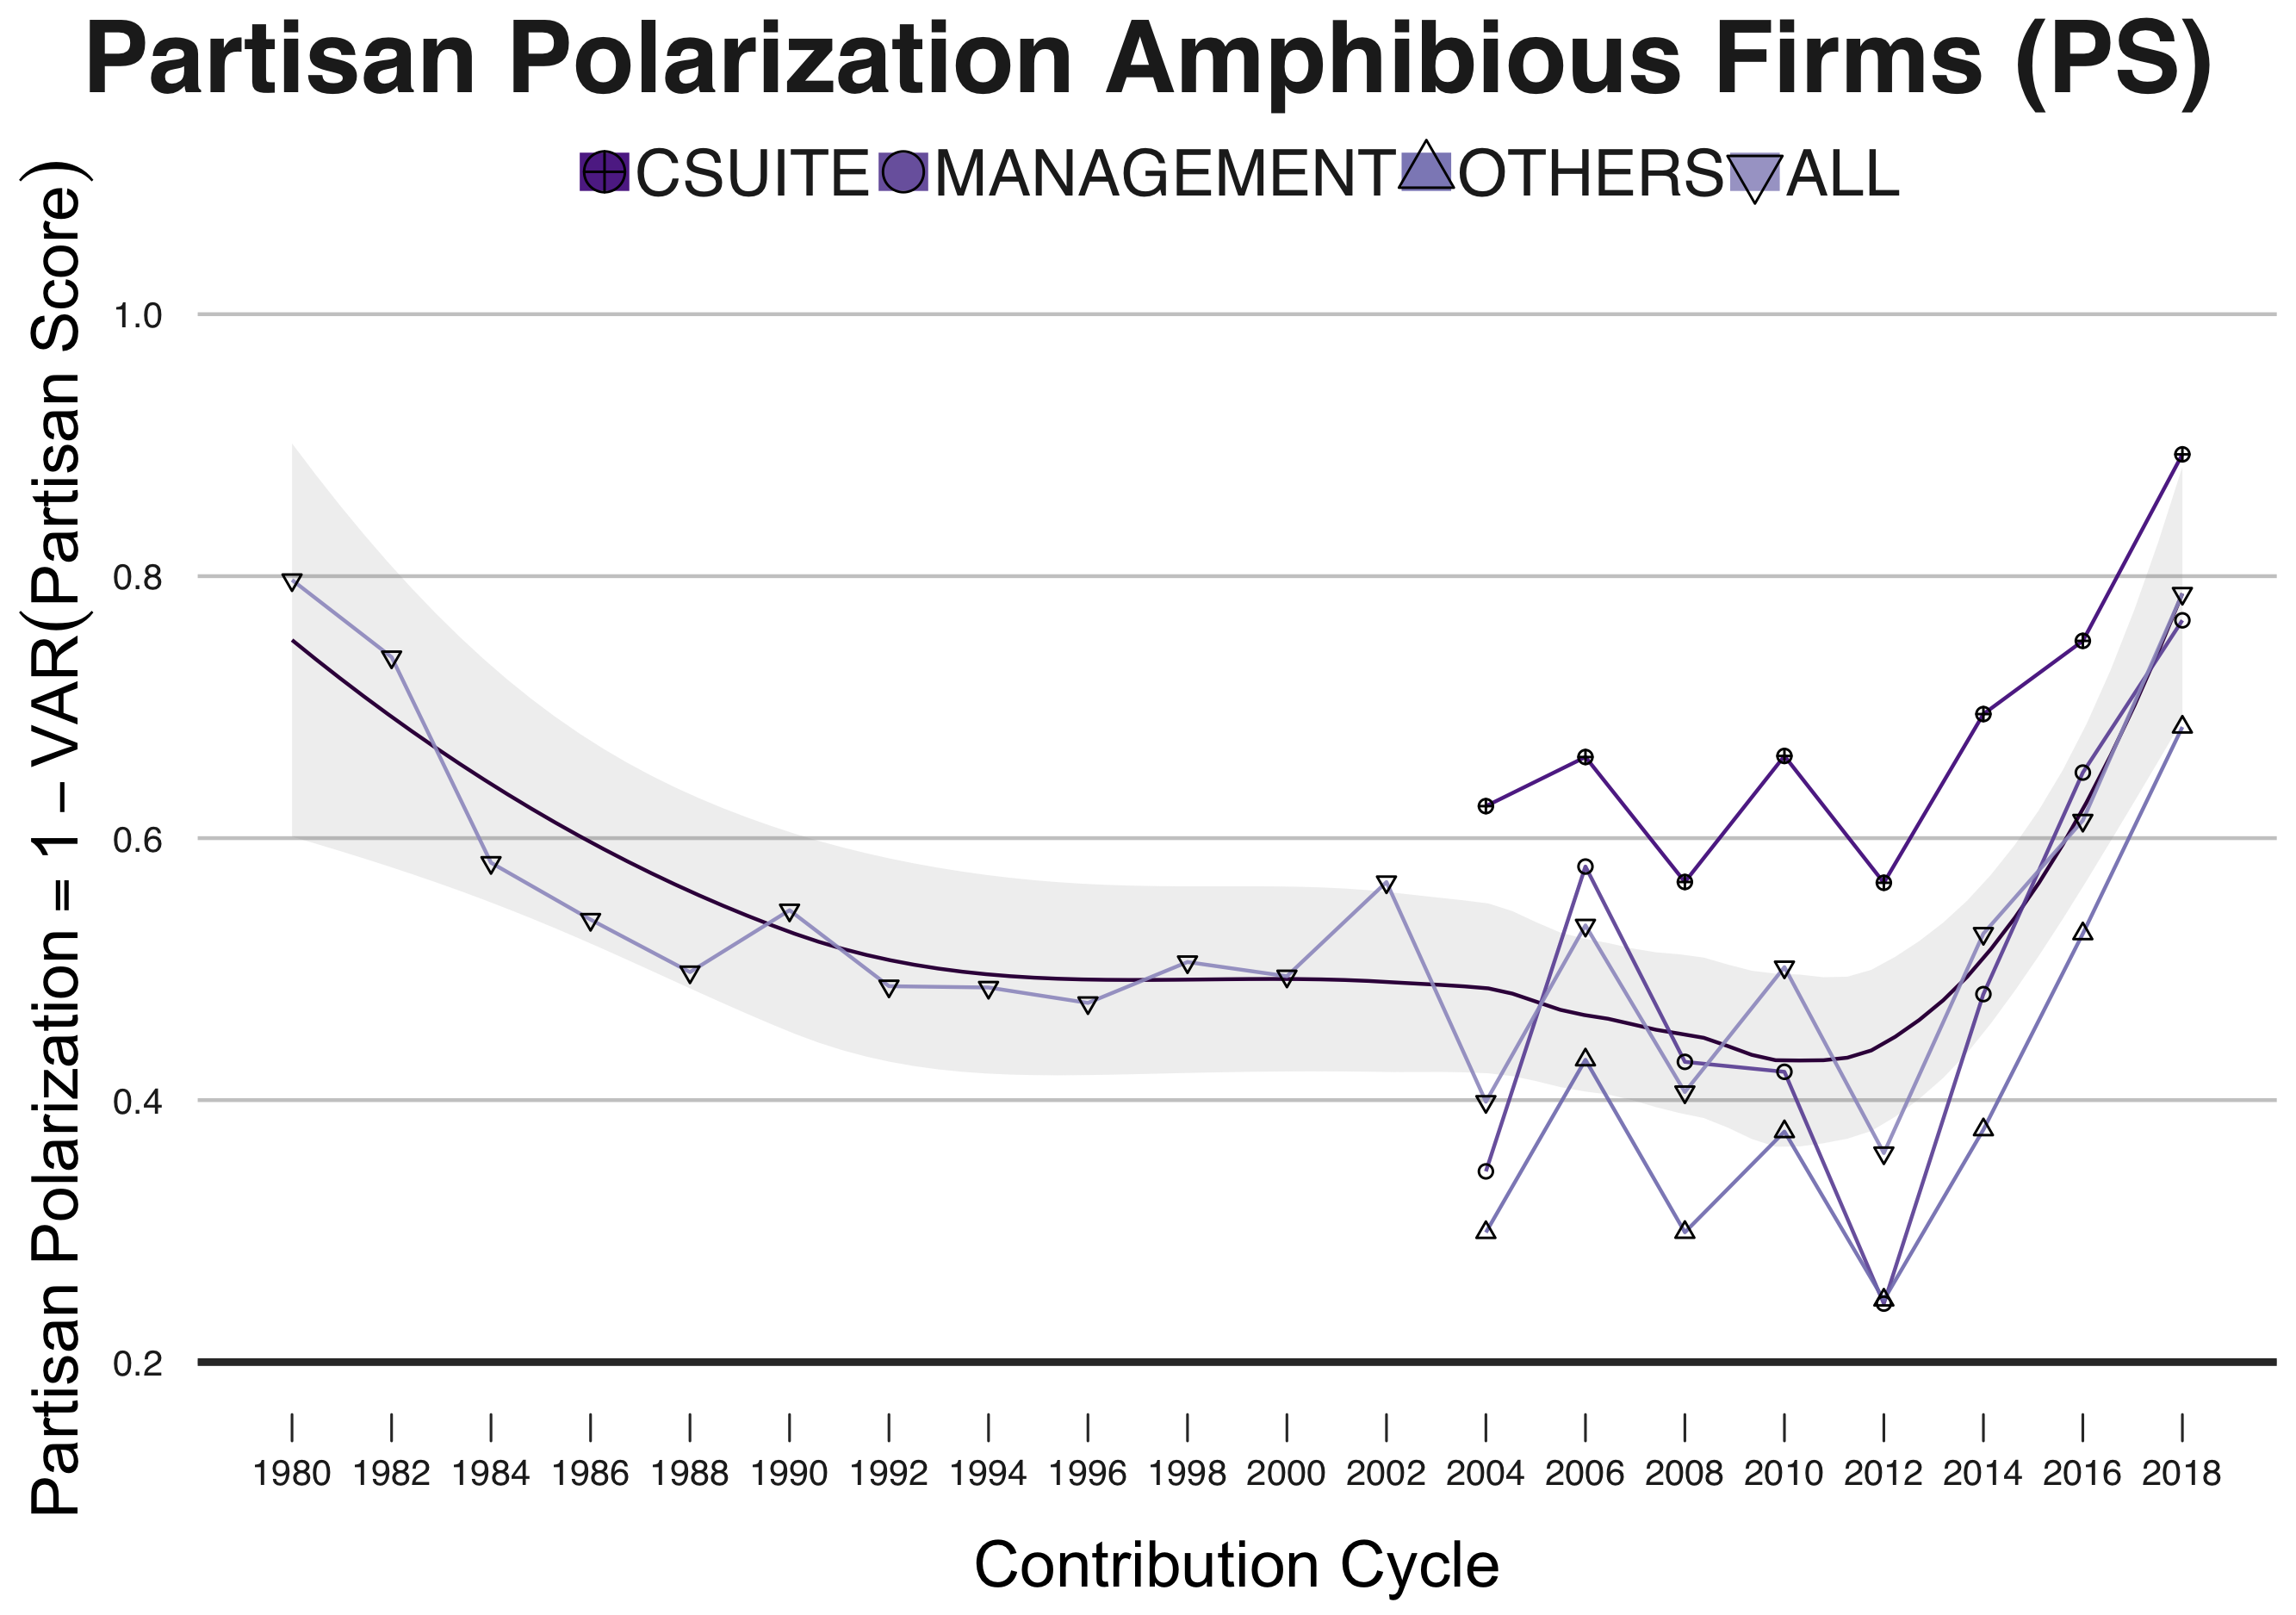 Partisan Polarization Amphibious Firms (PS)
CSUITE MANAGEMENT OTHERS ALL
Partisan Polarization = 1 − VAR(Partisan Score)
1.0
0.8
0.6
0.4
0.2
1980 1982 1984 1986 1988 1990 1992 1994 1996 1998 2000 2002 2004 2006 2008 2010 2012 2014 2016 2018
Contribution Cycle